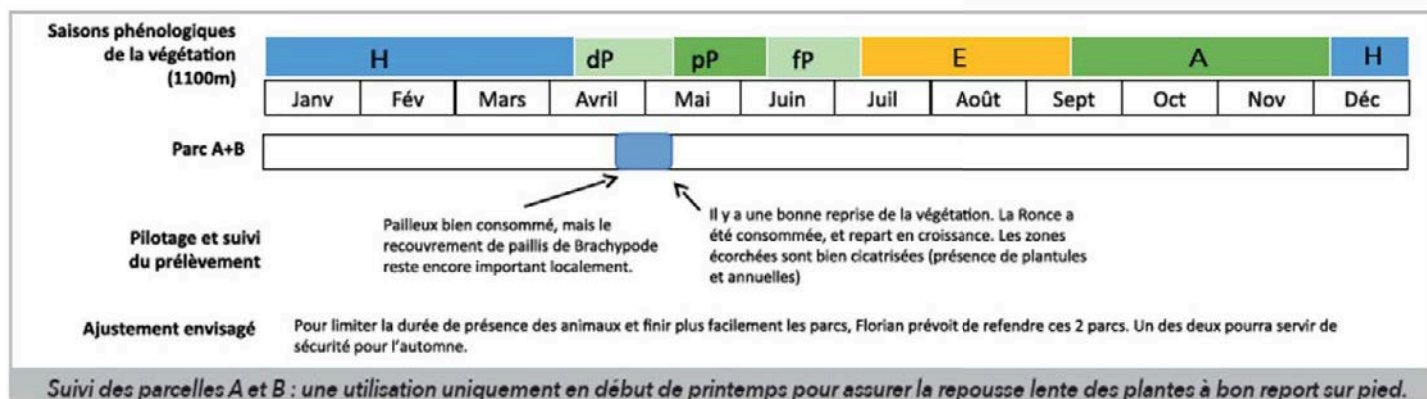 Saisons phénologiques
de la végétation
(1100m)
H dP pP fP E A H
Janv Fév Mars Avril Mai Juin Juil Août Sept Oct Nov Déc
Parc A+B
Pilotage et suivi
du prélèvement
Pailleux bien consommé, mais le
recouvrement de paillis de Brachypode
reste encore important localement.
Il y a une bonne reprise de la végétation. La Ronce a
été consommée, et repart en croissance. Les zones
écorchées sont bien cicatrisées (présence de plantules
et annuelles)
Ajustement envisagé
Pour limiter la durée de présence des animaux et finir plus facilement les parcs, Florian prévoit de refendre ces 2 parcs. Un des deux pourra servir de
sécurité pour l'automne.
Suivi des parcelles A et B : une utilisation uniquement en début de printemps pour assurer la repousse lente des plantes à bon report sur pied.